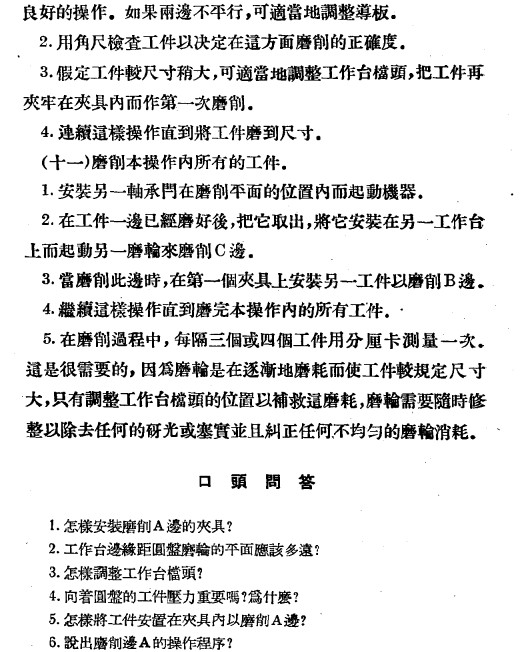 良好的操作。如果兩邊不平行，可適當地調整導板。
2.用角尺檢查工件以决定在這方面磨削的正確度。
3.假定工件較尺寸稍大，可適當地調整工作台檔頭，把工件再
夾牢在夾具內而作第一次磨削。
4.連續這樣操作直到將工件磨到尺寸。
(十一)磨削本操作內所有的工件。
1.安裝另一軸承閂在磨削平面的位置內而起動機器。
2.在工件一邊已經磨好後，把它取出，將它安裝在另一工作台
上而起動另一磨輪來磨削C邊。
3.當磨削此邊時，在第一個夾具上安裝另一工件以磨削B邊。
4.繼續這樣操作直到磨完本操作內的所有工件。
5.在磨削過程中，每隔三個或四個工件用分厘卡測量一次。
這是很需要的，因爲磨輪是在逐漸地磨耗而使工件較規定尺寸
大，只有調整工作台檔頭的位置以補救這磨耗，磨輪需要隨時修
整以除去任何的砑光或塞實並且糾正任何不均勻的磨輪消耗。
口頭問答
1.怎樣安裝磨削A邊的夾具？
2.工作台邊緣距圓盤磨輪的平面應該多遠？
3.怎樣調整工作台檔頭？
4.向着圓盤的工件壓力重要嗎？爲什麼？
5.怎樣將工件安置在夾具內以磨削A邊？
6.說出磨削邊A的操作程序？